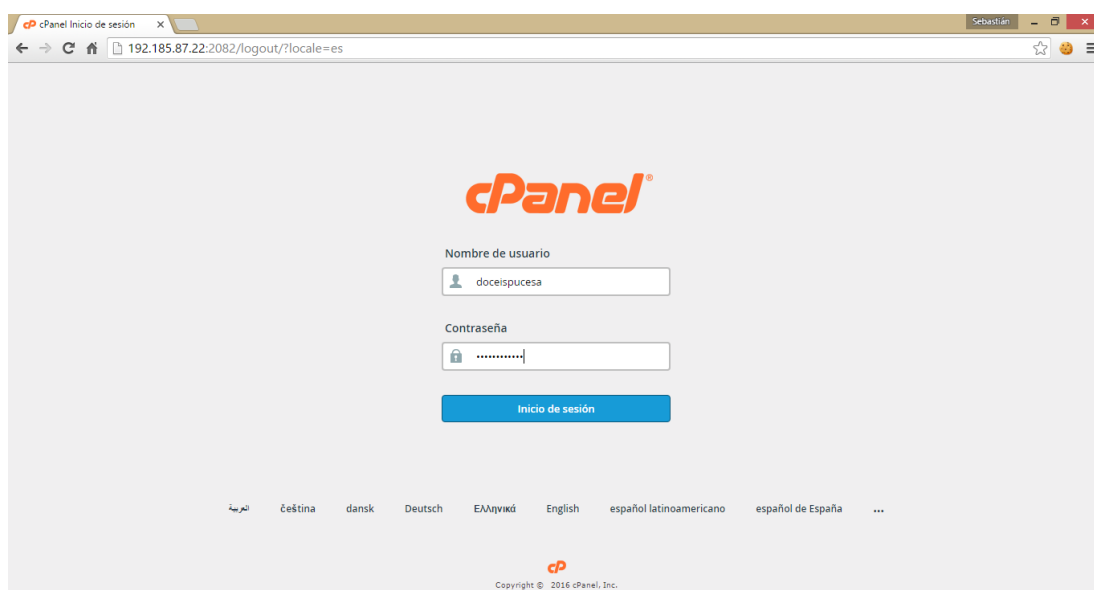 cPanel Inicio de sesión
Sebastián
192.185.87.22:2082/logout/?locale=es
cPanel®
Nombre de usuario
doceispucesa
Contraseña
••••••••••••
Inicio de sesión
العربية čeština dansk Deutsch Ελληνικά English español latinoamericano español de España ...
cP
Copyright © 2016 cPanel, Inc.